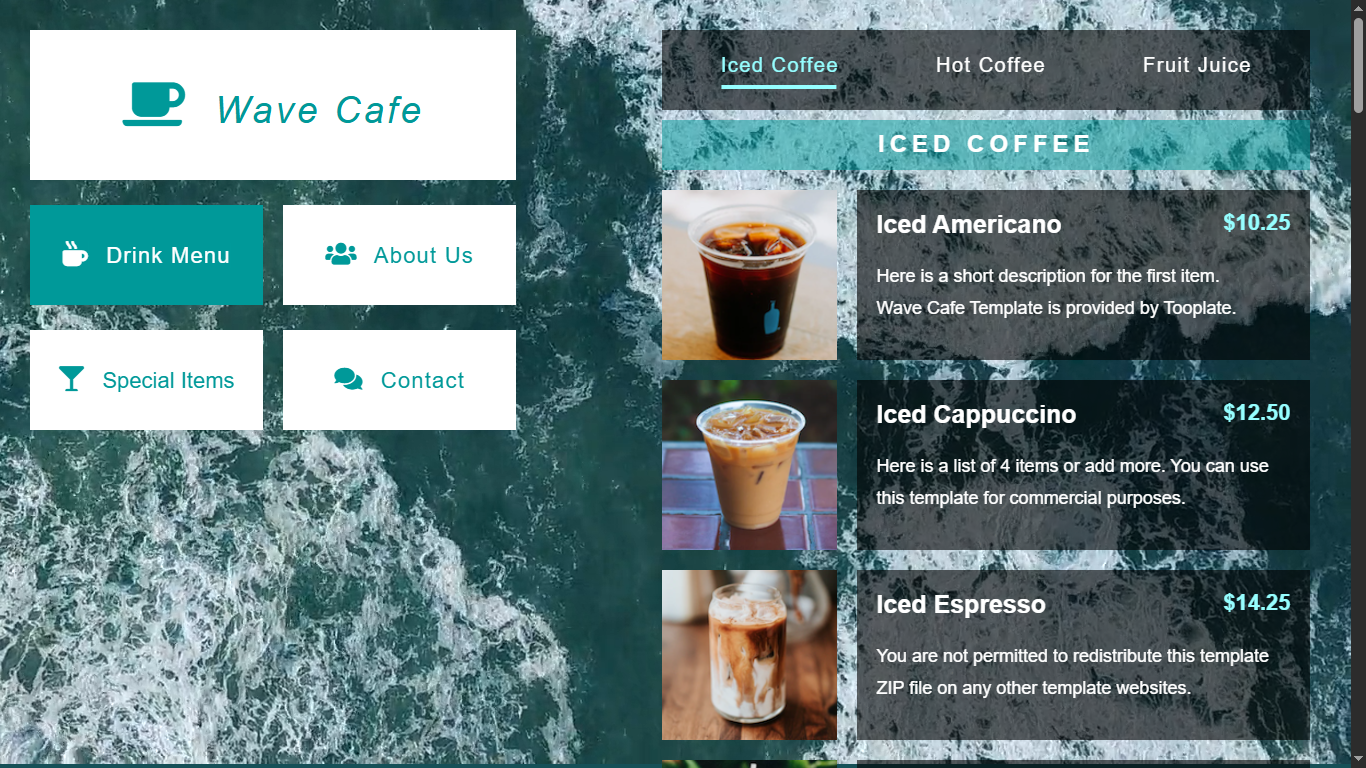 Wave Cafe
Drink Menu
About Us
Special Items
Contact
Iced Coffee
Hot Coffee
Fruit Juice
ICED COFFEE
Iced Americano
$10.25
Here is a short description for the first item.
Wave Cafe Template is provided by Tooplate.
Iced Cappuccino
$12.50
Here is a list of 4 items or add more. You can use
this template for commercial purposes.
Iced Espresso
$14.25
You are not permitted to redistribute this template
ZIP file on any other template websites.